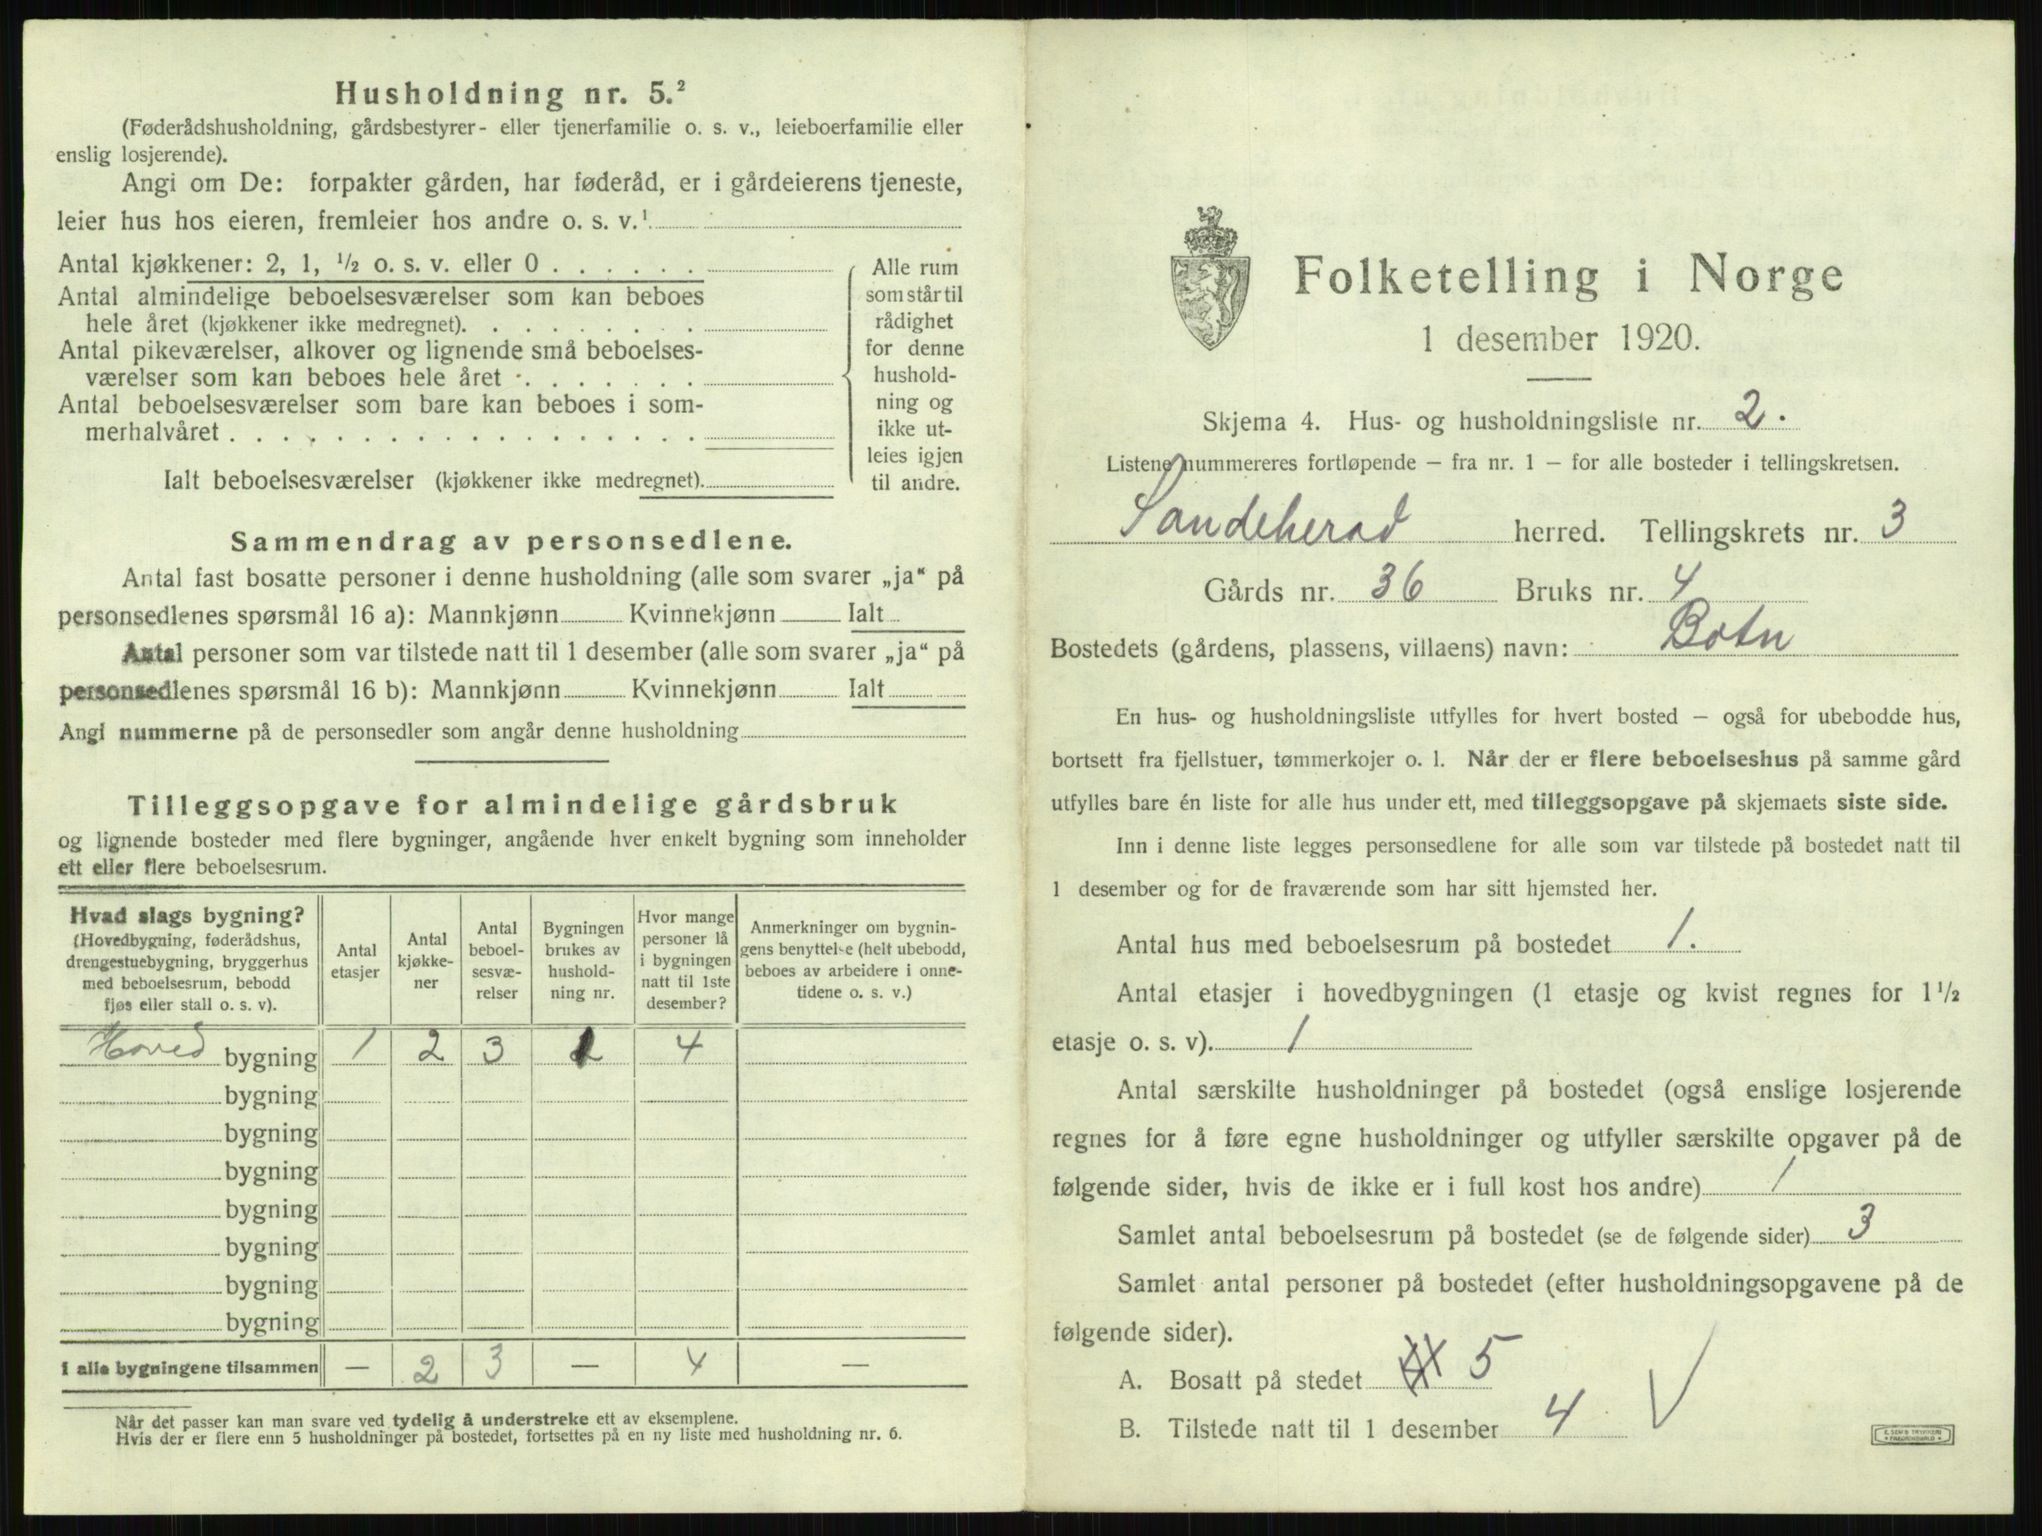 Husholdning nr. 5.²
(Føderådshusholdning, gårdsbestyrer- eller tjenerfamilie o. s. v., leieboerfamilie eller
enslig losjerende).
Angi om De: forpakter gården, har føderåd, er i gårdeierens tjeneste,
leier hus hos eieren, fremleier hos andre o. s. v.¹
Antal kjøkkener: 2, 1, ½ o. s. v. eller 0 . . . . . .
Antal almindelige beboelsesværelser som kan beboes
hele året (kjøkkener ikke medregnet). . . . . . . . .
Antal pikeværelser, alkover og lignende små beboelses-
værelser som kan beboes hele året . . . . . . .
Antal beboelsesværelser som bare kan beboes i som-
merhalvåret . . . . . . . . . . . . . . . . . .
Ialt beboelsesværelser (kjøkkener ikke medregnet).
Alle rum
som står til
rådighet
for denne
hushold-
ning og
ikke ut-
leies igjen
til andre.
Sammendrag av personsedlene.
Antal fast bosatte personer i denne husholdning (alle som svarer „ja“ på
personsedlenes spørsmål 16 a): Mannkjønn Kvinnekjønn Ialt
Antal personer som var tilstede natt til 1 desember (alle som svarer „ja“ på
personsedlenes spørsmål 16 b): Mannkjønn Kvinnekjønn Ialt
Angi nummerne på de personsedler som angår denne husholdning
Tilleggsopgave for almindelige gårdsbruk
og lignende bosteder med flere bygninger, angående hver enkelt bygning som inneholder
ett eller flere beboelsesrum.
Hvad slags bygning?
(Hovedbygning, føderådshus,
drengestuebygning, bryggerhus
med beboelsesrum, bebodd
fjøs eller stall o. s. v).
Antal
etasjer
Antal
kjøkke-
ner
Antal
beboel-
sesvæ-
relser
Bygningen
brukes av
hushold-
ning nr.
Hvor mange
personer lå
i bygningen
natt til 1ste
desember?
Anmerkninger om bygnin-
gens benyttelse (helt ubebodd,
beboes av arbeidere i onne-
tidene o. s. v.)
Hoved bygning 1 2 3 1 4
bygning
bygning
bygning
bygning
bygning
bygning
bygning
I alle bygningene tilsammen — 2 3 — 4 —
Når det passer kan man svare ved tydelig å understreke ett av eksemplene.
Hvis der er flere enn 5 husholdninger på bostedet, fortsettes på en ny liste med husholdning nr. 6.
Folketelling i Norge
1 desember 1920.
Skjema 4. Hus- og husholdningsliste nr. 2.
Listene nummereres fortløpende – fra nr. 1 – for alle bosteder i tellingskretsen.
Sandeherad herred. Tellingskrets nr. 3
Gårds nr. 36 Bruks nr. 4
Bostedets (gårdens, plassens, villaens) navn: Botn
En hus- og husholdningsliste utfylles for hvert bosted – også for ubebodde hus,
bortsett fra fjellstuer, tømmerkojer o. l. Når der er flere beboelseshus på samme gård
utfylles bare én liste for alle hus under ett, med tilleggsopgave på skjemaets siste side.
Inn i denne liste legges personsedlene for alle som var tilstede på bostedet natt til
1 desember og for de fraværende som har sitt hjemsted her.
Antal hus med beboelsesrum på bostedet 1.
Antal etasjer i hovedbygningen (1 etasje og kvist regnes for 1½
etasje o. s. v). 1
Antal særskilte husholdninger på bostedet (også enslige losjerende
regnes for å føre egne husholdninger og utfyller særskilte opgaver på de
følgende sider, hvis de ikke er i full kost hos andre) 1
Samlet antal beboelsesrum på bostedet (se de følgende sider) 3
Samlet antal personer på bostedet (efter husholdningsopgavene på de
følgende sider).
A. Bosatt på stedet 5
B. Tilstede natt til 1 desember 4